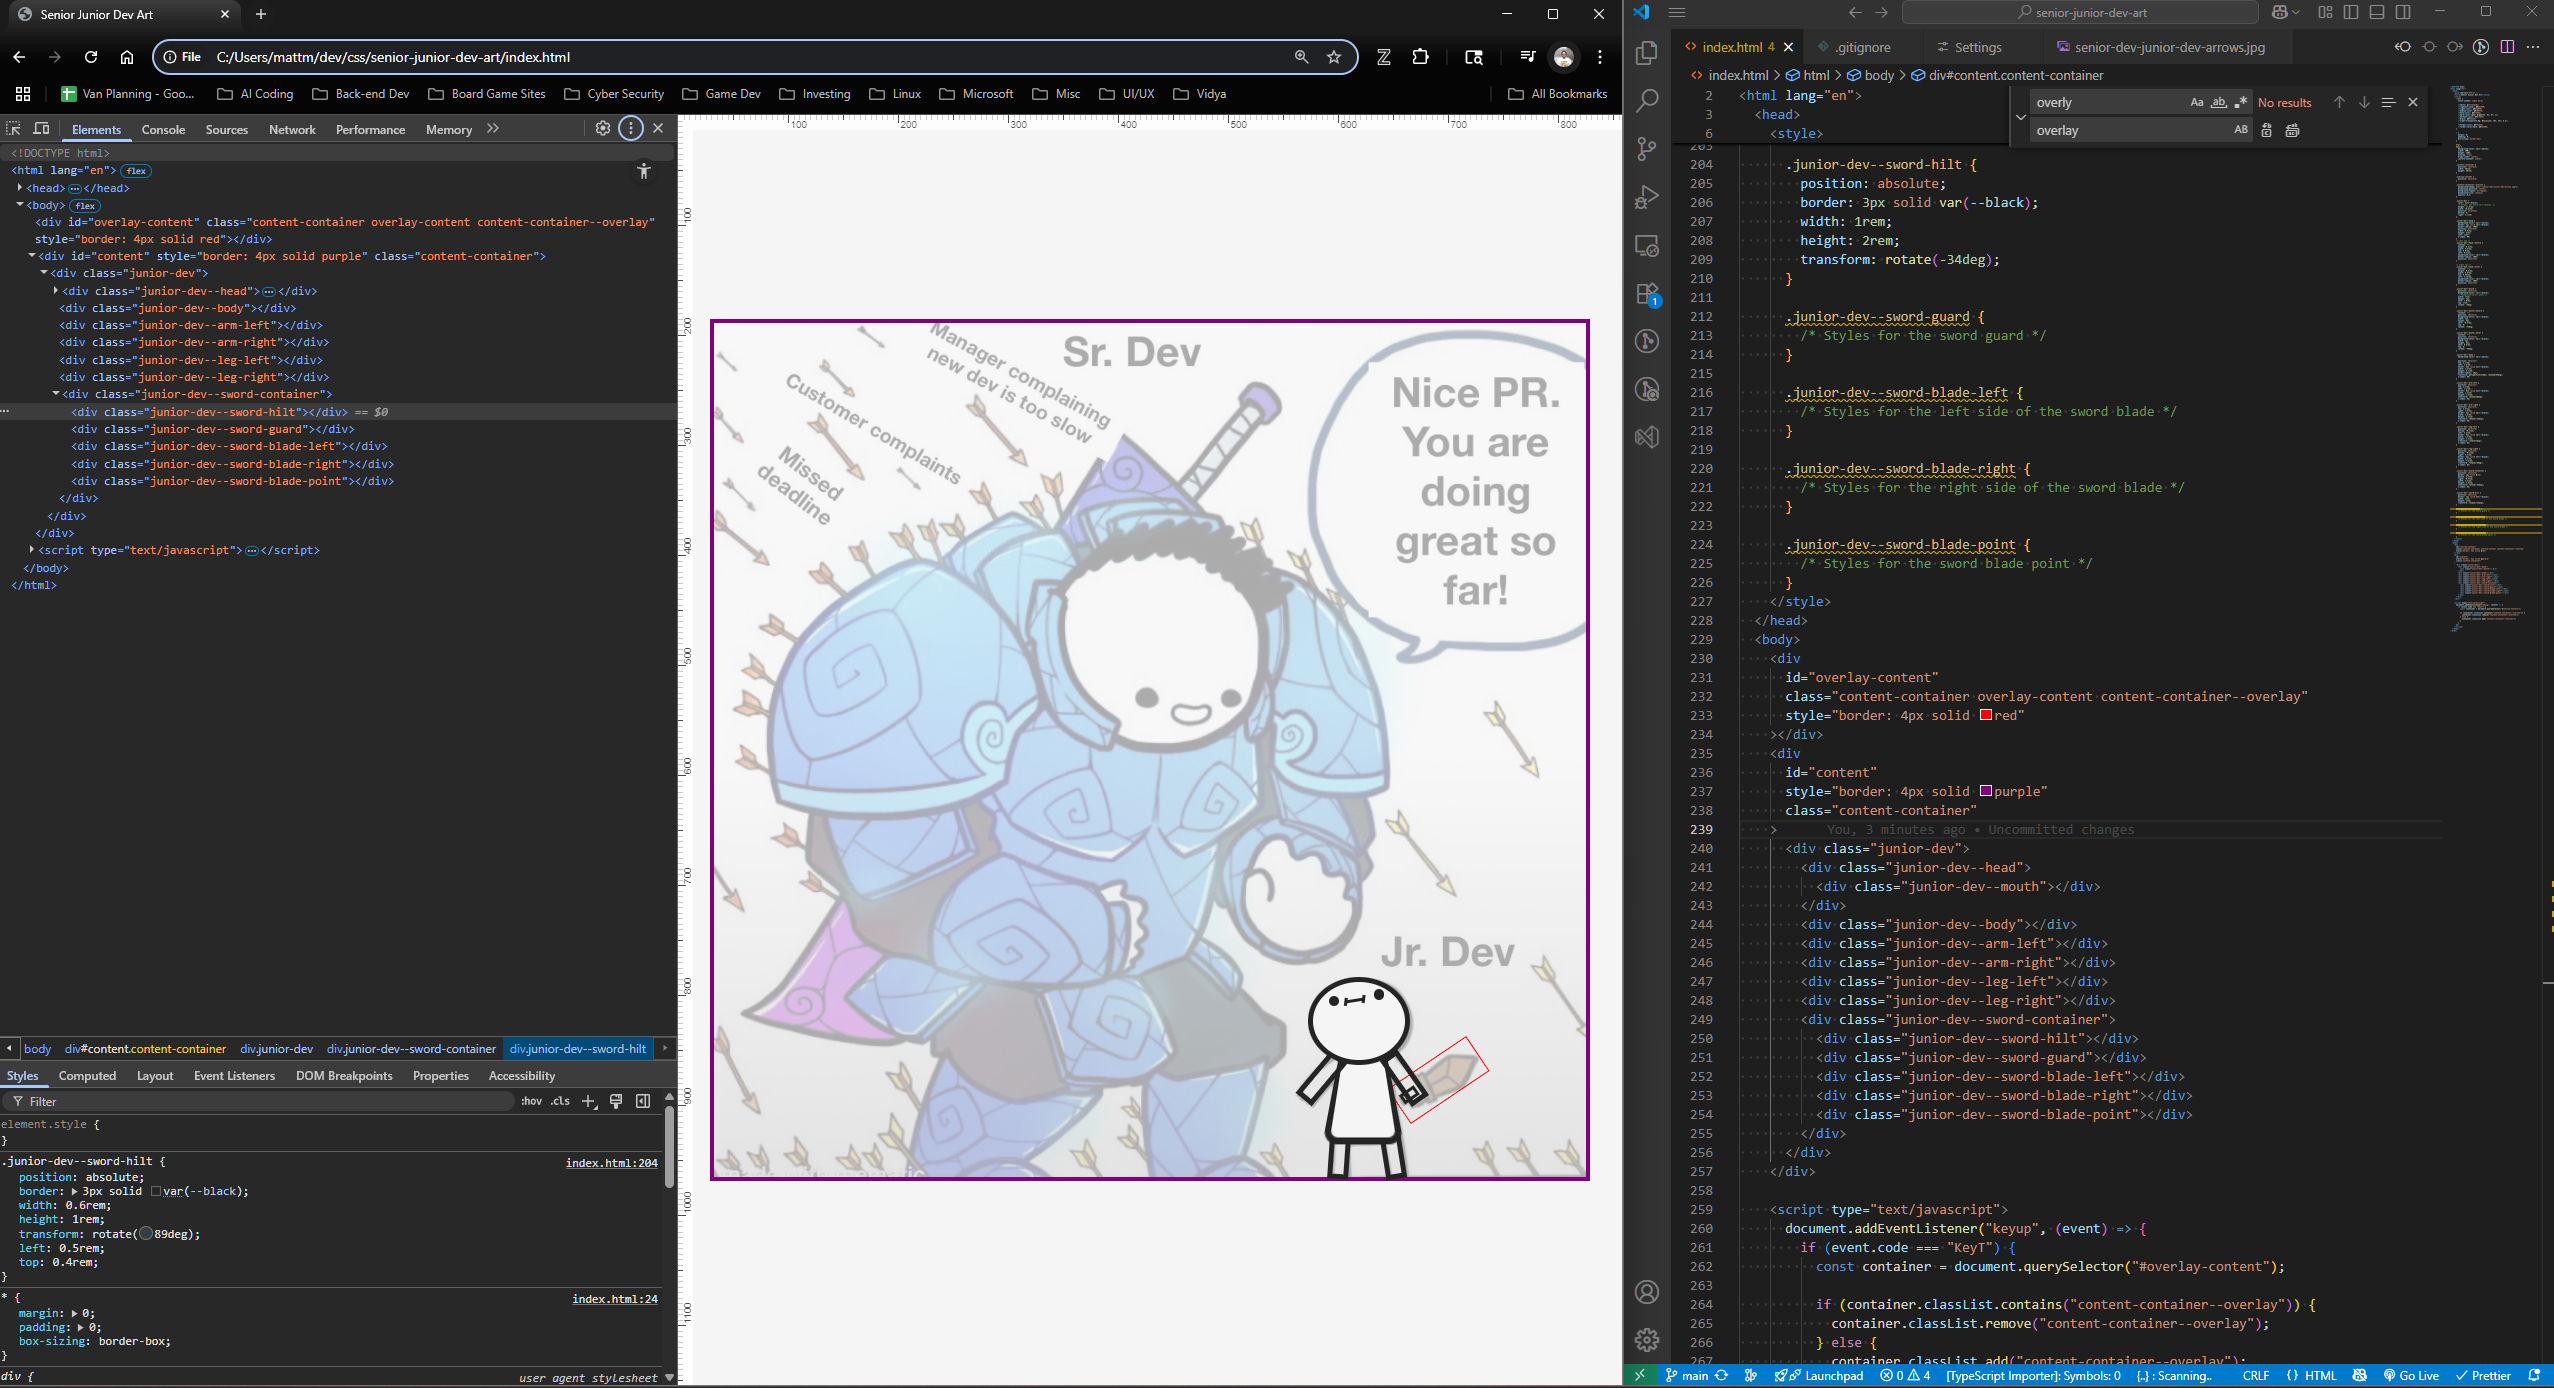 Senior Junior Dev Art
File C:/Users/mattm/dev/css/senior-junior-dev-art/index.html
Van Planning - Goo... AI Coding Back-end Dev Board Game Sites Cyber Security Game Dev Investing Linux Microsoft Misc UI/UX Vidya All Bookmarks
Elements Console Sources Network Performance Memory
<!DOCTYPE html>
<html lang="en"> flex
<head> … </head>
<body> flex
<div id="overlay-content" class="content-container overlay-content content-container--overlay"
style="border: 4px solid red"></div>
<div id="content" style="border: 4px solid purple" class="content-container">
<div class="junior-dev">
<div class="junior-dev--head"> … </div>
<div class="junior-dev--body"></div>
<div class="junior-dev--arm-left"></div>
<div class="junior-dev--arm-right"></div>
<div class="junior-dev--leg-left"></div>
<div class="junior-dev--leg-right"></div>
<div class="junior-dev--sword-container">
<div class="junior-dev--sword-hilt"></div> == $0
<div class="junior-dev--sword-guard"></div>
<div class="junior-dev--sword-blade-left"></div>
<div class="junior-dev--sword-blade-right"></div>
<div class="junior-dev--sword-blade-point"></div>
</div>
</div>
</div>
<script type="text/javascript"> … </script>
</body>
</html>
body div#content.content-container div.junior-dev div.junior-dev--sword-container div.junior-dev--sword-hilt
Styles Computed Layout Event Listeners DOM Breakpoints Properties Accessibility
Filter :hov .cls
element.style {
}
.junior-dev--sword-hilt { index.html:204
position: absolute;
border: 3px solid var(--black);
width: 0.6rem;
height: 1rem;
transform: rotate(89deg);
left: 0.5rem;
top: 0.4rem;
}
* { index.html:24
margin: 0;
padding: 0;
box-sizing: border-box;
}
div { user agent stylesheet
100 200 300 400 500 600 700 800
100
200
300
400
500
600
700
800
900
1000
1100
Manager complaining
new dev is too slow
Customer complaints
Missed
deadline
Sr. Dev
Nice PR.
You are
doing
great so
far!
Jr. Dev
senior-junior-dev-art
index.html 4 .gitignore Settings senior-dev-junior-dev-arrows.jpg
index.html > html > body > div#content.content-container
overly Aa ab No results
overlay AB
2 <html lang="en">
3 <head>
6 <style>
203
204 .junior-dev--sword-hilt {
205 position: absolute;
206 border: 3px solid var(--black);
207 width: 1rem;
208 height: 2rem;
209 transform: rotate(-34deg);
210 }
211
212 .junior-dev--sword-guard {
213 /* Styles for the sword guard */
214 }
215
216 .junior-dev--sword-blade-left {
217 /* Styles for the left side of the sword blade */
218 }
219
220 .junior-dev--sword-blade-right {
221 /* Styles for the right side of the sword blade */
222 }
223
224 .junior-dev--sword-blade-point {
225 /* Styles for the sword blade point */
226 }
227 </style>
228 </head>
229 <body>
230 <div
231 id="overlay-content"
232 class="content-container overlay-content content-container--overlay"
233 style="border: 4px solid red"
234 ></div>
235 <div
236 id="content"
237 style="border: 4px solid purple"
238 class="content-container"
239 > You, 3 minutes ago • Uncommitted changes
240 <div class="junior-dev">
241 <div class="junior-dev--head">
242 <div class="junior-dev--mouth"></div>
243 </div>
244 <div class="junior-dev--body"></div>
245 <div class="junior-dev--arm-left"></div>
246 <div class="junior-dev--arm-right"></div>
247 <div class="junior-dev--leg-left"></div>
248 <div class="junior-dev--leg-right"></div>
249 <div class="junior-dev--sword-container">
250 <div class="junior-dev--sword-hilt"></div>
251 <div class="junior-dev--sword-guard"></div>
252 <div class="junior-dev--sword-blade-left"></div>
253 <div class="junior-dev--sword-blade-right"></div>
254 <div class="junior-dev--sword-blade-point"></div>
255 </div>
256 </div>
257 </div>
258
259 <script type="text/javascript">
260 document.addEventListener("keyup", (event) => {
261 if (event.code === "KeyT") {
262 const container = document.querySelector("#overlay-content");
263
264 if (container.classList.contains("content-container--overlay")) {
265 container.classList.remove("content-container--overlay");
266 } else {
267 container.classList.add("content-container--overlay");
1
main Launchpad 0 4 [TypeScript Importer]: Symbols: 0 {..} : Scanning.. CRLF {} HTML Go Live Prettier